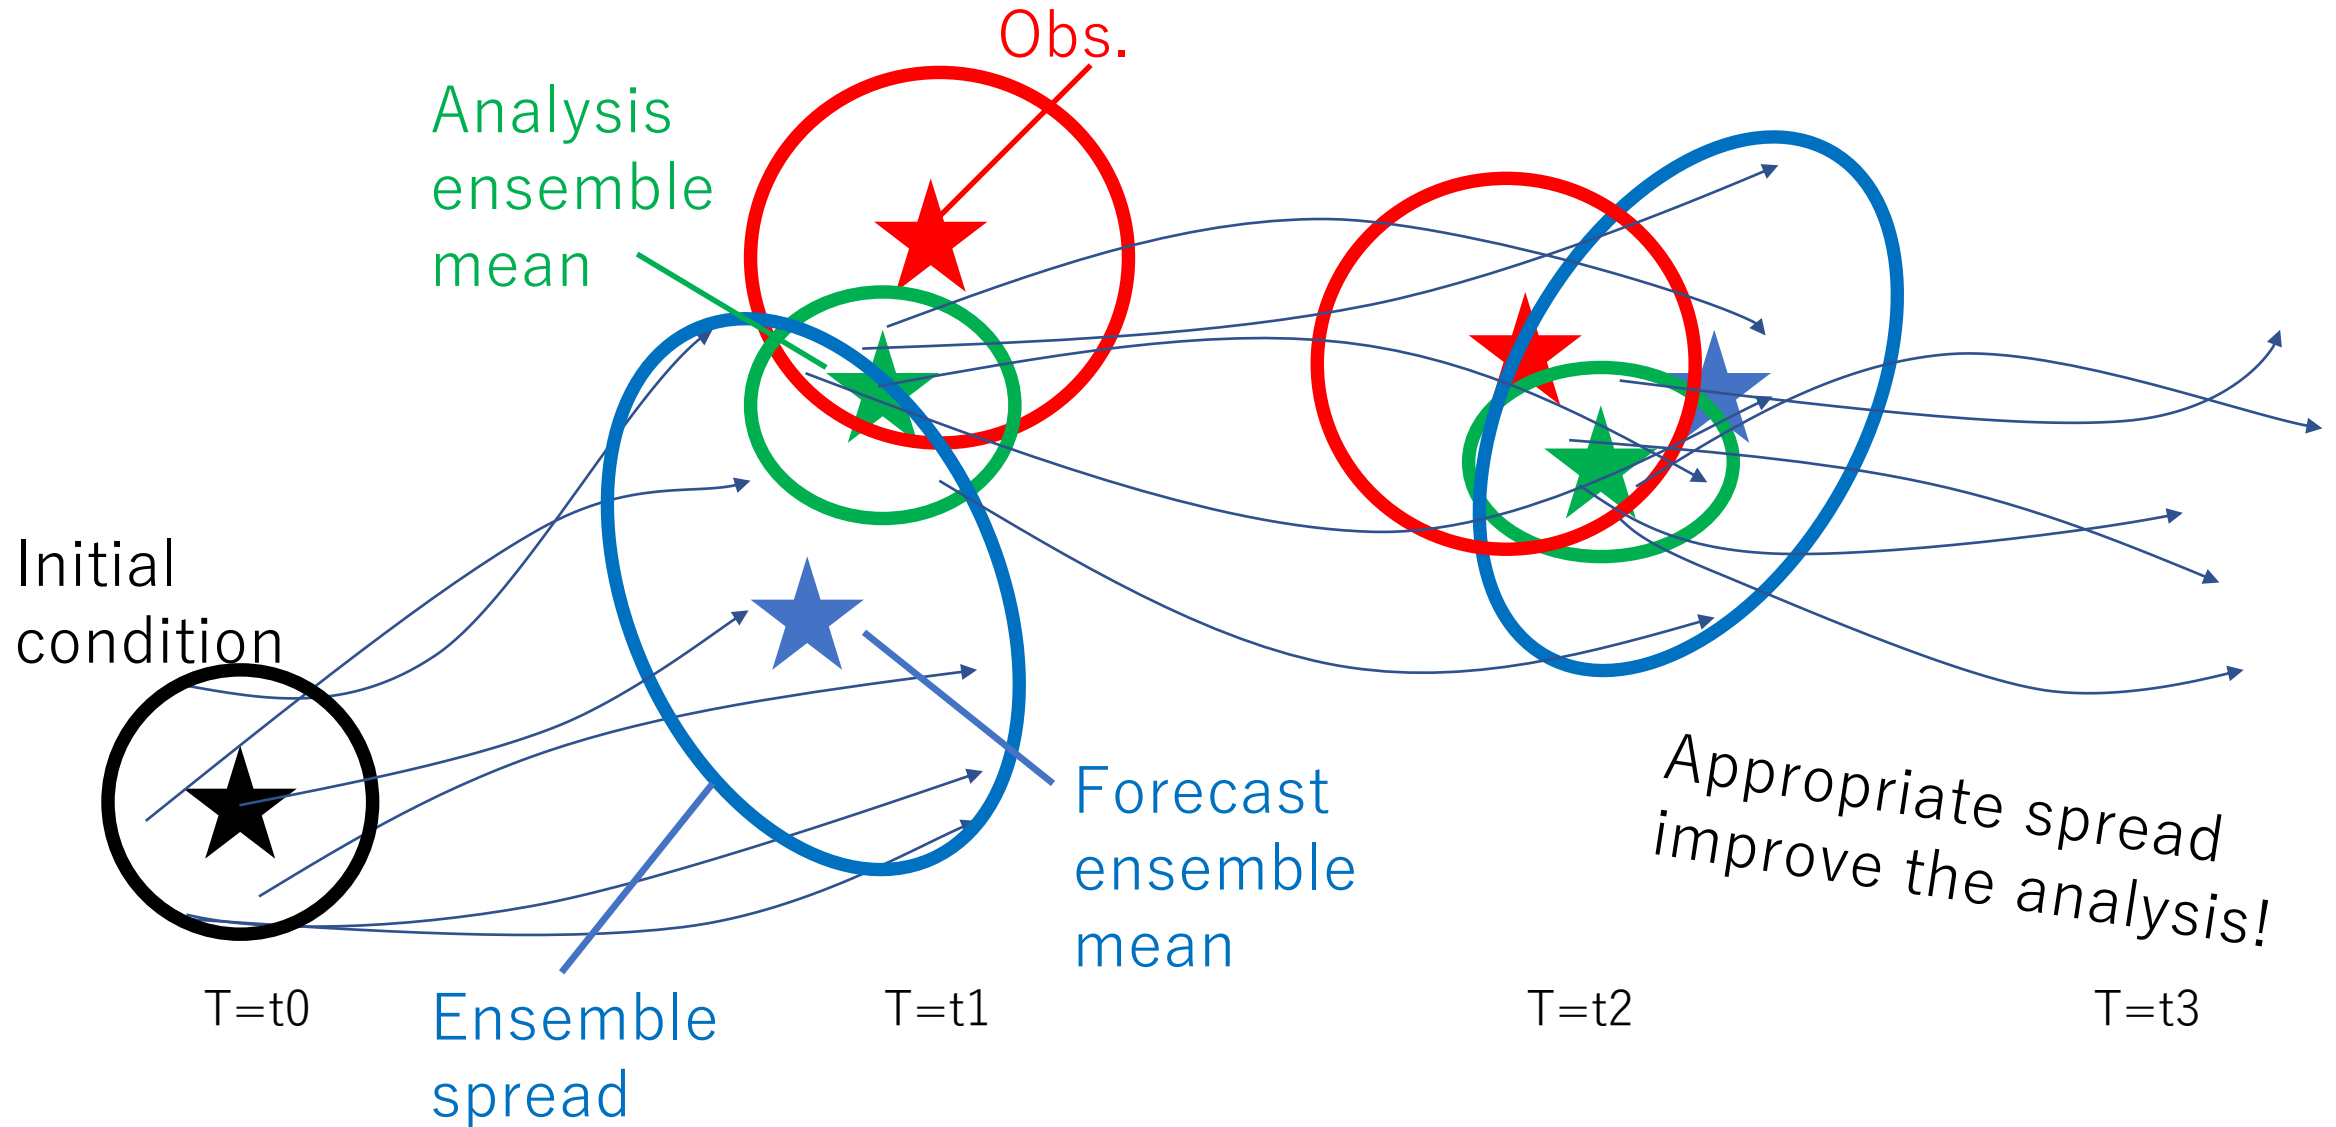 Obs.
Analysis
ensemble
mean
Initial
condition
Forecast
ensemble
mean
Appropriate spread
improve the analysis!
Ensemble
spread
T=t0
T=t1
T=t2
T=t3